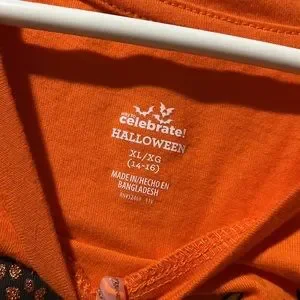 celebrate!
HALLOWEEN
XL/XG
(14-16)
MADE IN/HECHO EN
BANGLADESH